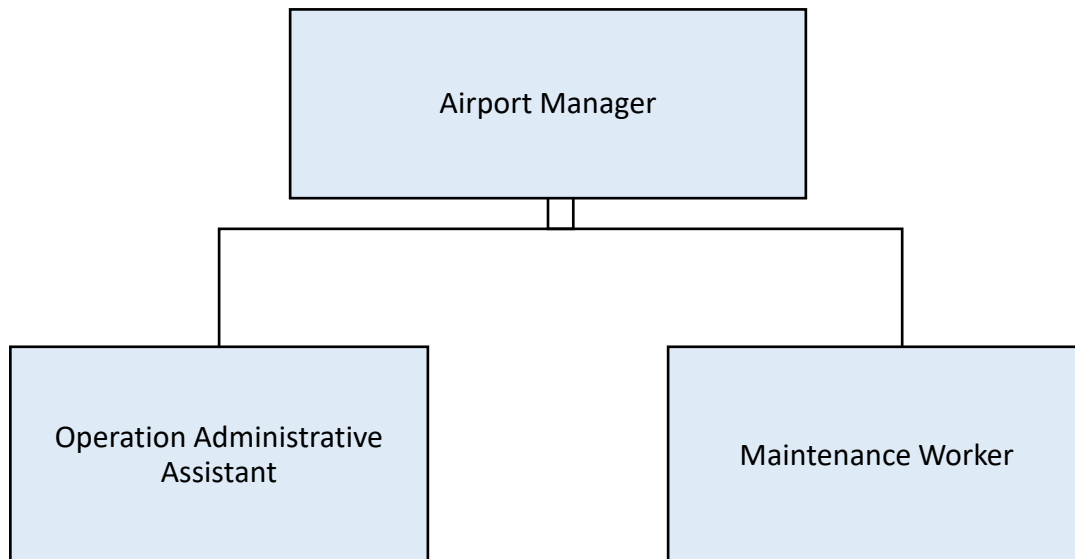 Airport Manager
Operation Administrative
Assistant
Maintenance Worker